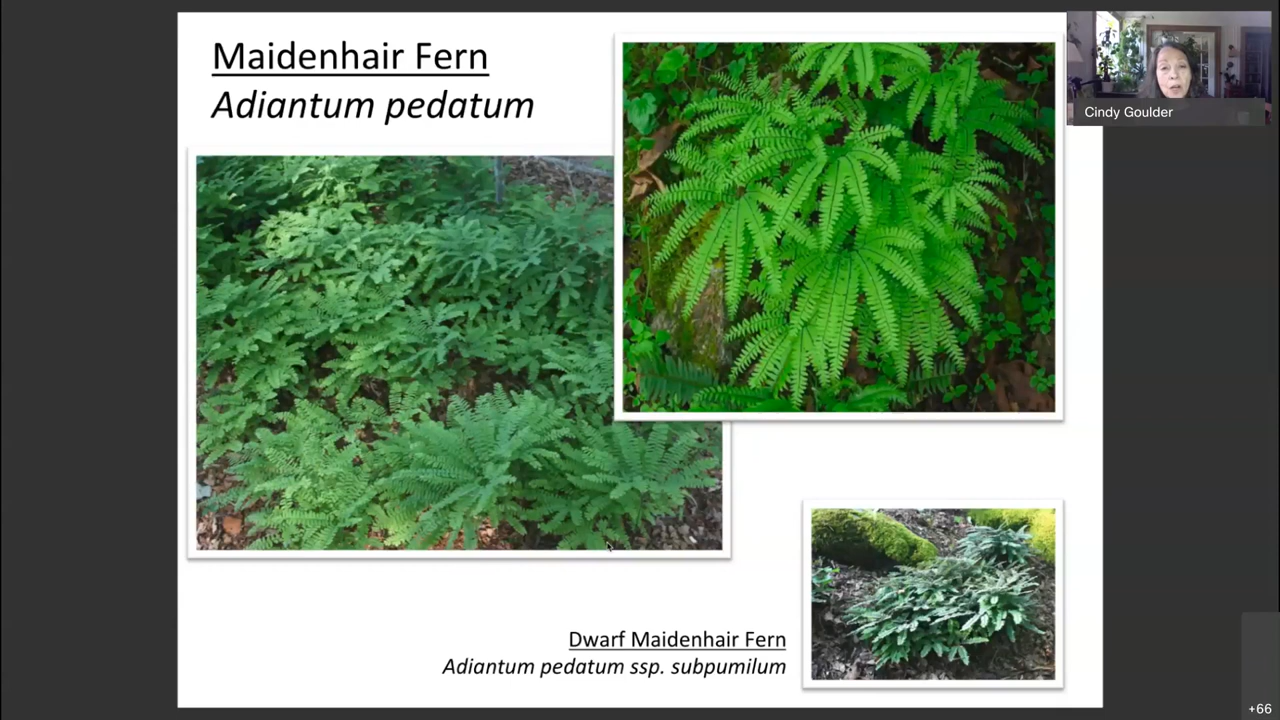 Maidenhair Fern
Adiantum pedatum
Cindy Goulder
Dwarf Maidenhair Fern
Adiantum pedatum ssp. subpumilum
+66